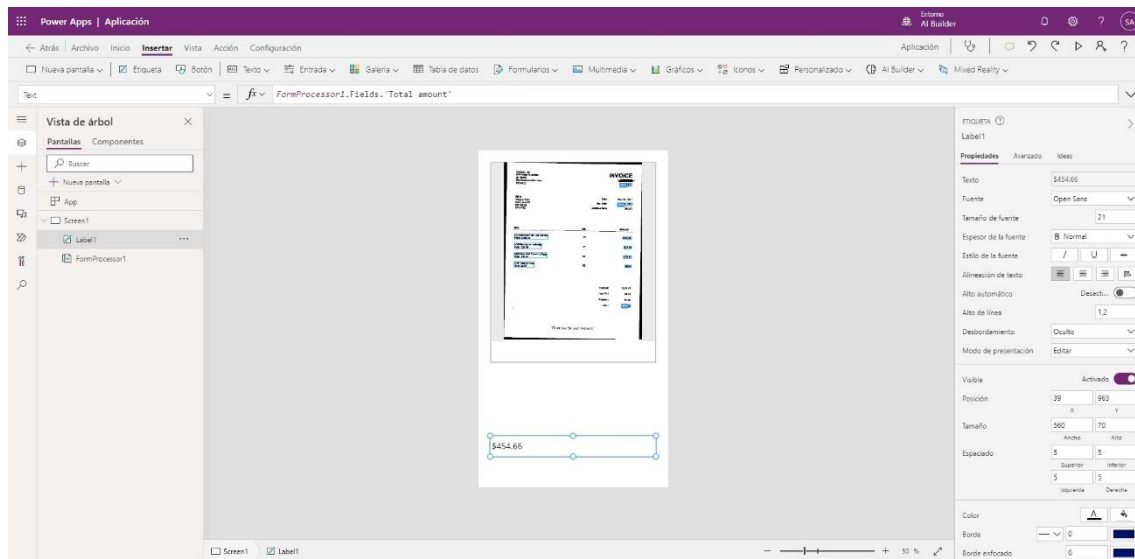 Power Apps | Aplicación
Entorno
AI Builder
SA
Atrás Archivo Inicio Insertar Vista Acción Configuración
Aplicación
Nueva pantalla Etiqueta Botón Texto Entrada Galería Tabla de datos Formularios Multimedia Gráficos Iconos Personalizado AI Builder Mixed Reality
Text = fx FormProcessor1.Fields.'Total amount'
Vista de árbol
Pantallas Componentes
Buscar
Nueva pantalla
App
Screen1
Label1
FormProcessor1
INVOICE
$454.66
ETIQUETA
Label1
Propiedades Avanzado Ideas
Texto $454.66
Fuente Open Sans
Tamaño de fuente 21
Espesor de la fuente B Normal
Estilo de la fuente
Alineación de texto
Alto automático Desacti...
Alto de línea 1,2
Desbordamiento Oculto
Modo de presentación Editar
Visible Activado
Posición 39 963
X Y
Tamaño 560 70
Ancho Alto
Espaciado 5 5
Superior Inferior
5 5
Izquierda Derecha
Color
Borde 0
Borde enfocado 0
Screen1 Label1
50 %